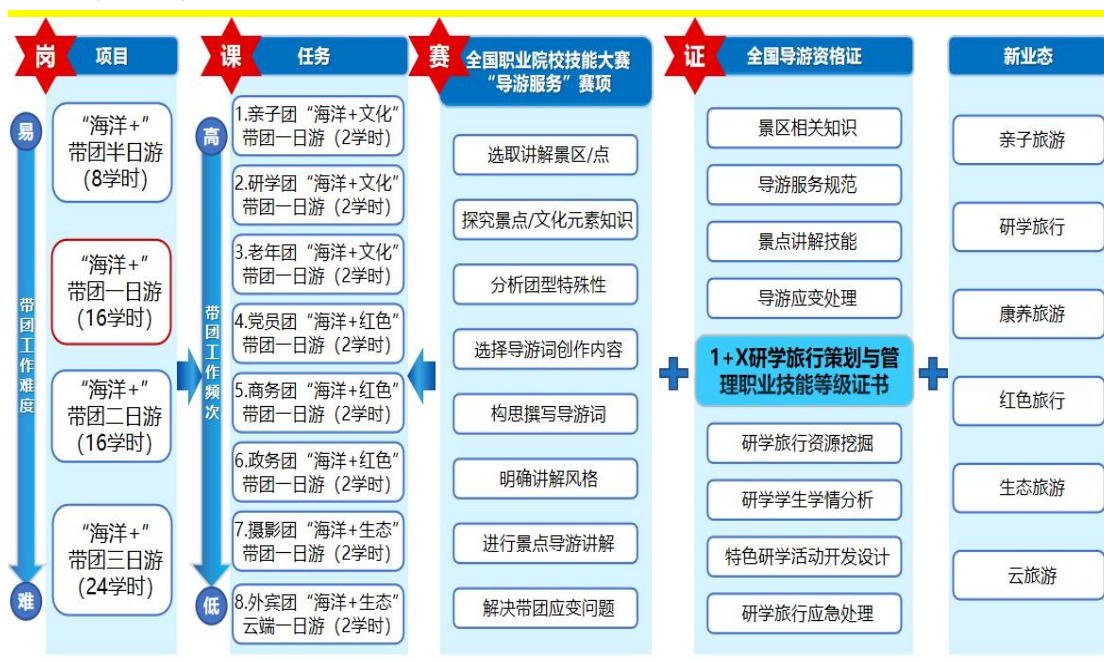 岗
项目
易
带团工作难度
难
“海洋+”
带团半日游
(8学时)
“海洋+”
带团一日游
(16学时)
“海洋+”
带团二日游
(16学时)
“海洋+”
带团三日游
(24学时)
课
任务
高
带团工作频次
低
1.亲子团“海洋+文化”
带团一日游（2学时）
2.研学团“海洋+文化”
带团一日游（2学时）
3.老年团“海洋+文化”
带团一日游（2学时）
4.党员团“海洋+红色”
带团一日游（2学时）
5.商务团“海洋+红色”
带团一日游（2学时）
6.政务团“海洋+红色”
带团一日游（2学时）
7.摄影团“海洋+生态”
带团一日游（2学时）
8.外宾团“海洋+生态”
云端一日游（2学时）
赛
全国职业院校技能大赛
“导游服务”赛项
选取讲解景区/点
探究景点/文化元素知识
分析团型特殊性
选择导游词创作内容
构思撰写导游词
明确讲解风格
进行景点导游讲解
解决带团应变问题
证
全国导游资格证
景区相关知识
导游服务规范
景点讲解技能
导游应变处理
1+X研学旅行策划与管
理职业技能等级证书
研学旅行资源挖掘
研学学生学情分析
特色研学活动开发设计
研学旅行应急处理
新业态
亲子旅游
研学旅行
康养旅游
红色旅行
生态旅游
云旅游